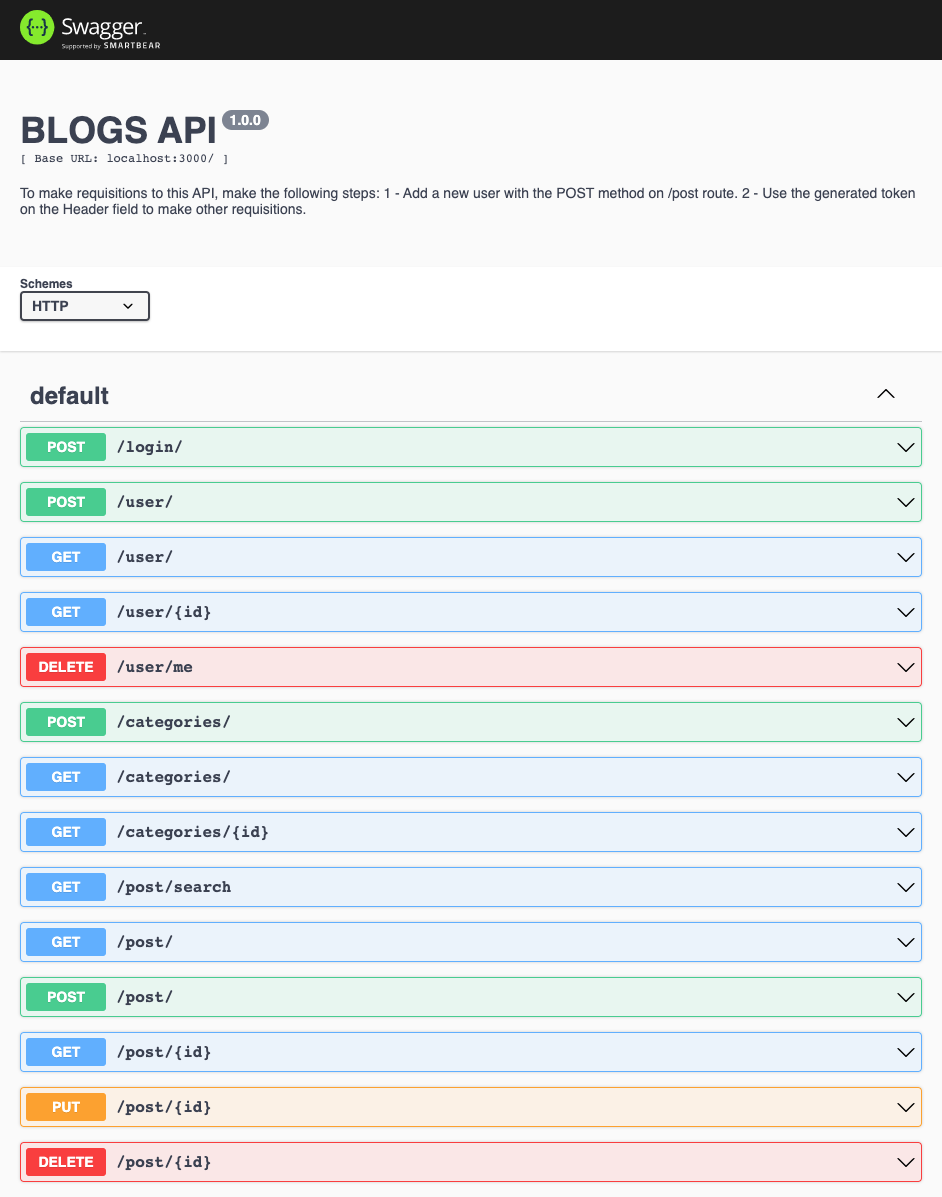 {···} Swagger
Supported by SMARTBEAR
BLOGS API 1.0.0
[ Base URL: localhost:3000/ ]
To make requisitions to this API, make the following steps: 1 - Add a new user with the POST method on /post route. 2 - Use the generated token
on the Header field to make other requisitions.
Schemes
HTTP
default
POST /login/
POST /user/
GET /user/
GET /user/{id}
DELETE /user/me
POST /categories/
GET /categories/
GET /categories/{id}
GET /post/search
GET /post/
POST /post/
GET /post/{id}
PUT /post/{id}
DELETE /post/{id}